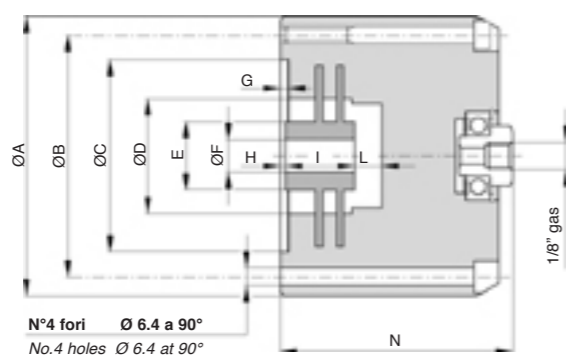 G
ØA
ØB
ØC
ØD
E
ØF
H
I
L
1/8" gas
N
N°4 fori Ø 6.4 a 90°
No.4 holes Ø 6.4 at 90°